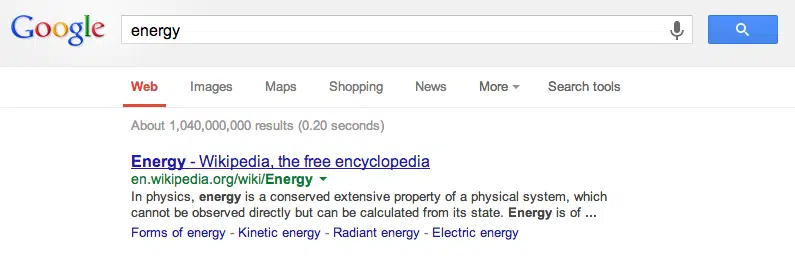 Google energy
Web Images Maps Shopping News More Search tools
About 1,040,000,000 results (0.20 seconds)
Energy - Wikipedia, the free encyclopedia
en.wikipedia.org/wiki/Energy
In physics, energy is a conserved extensive property of a physical system, which
cannot be observed directly but can be calculated from its state. Energy is of ...
Forms of energy - Kinetic energy - Radiant energy - Electric energy